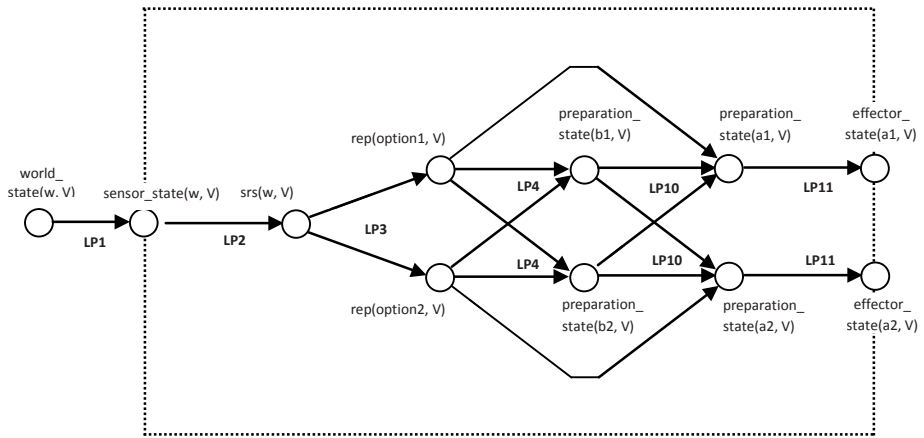 preparation_
state(b1, V)
preparation_
state(a1, V)
effector_
state(a1, V)
rep(option1, V)
world_
state(w, V)
sensor_state(w, V)
srs(w, V)
LP4
LP10
LP11
LP1
LP2
LP3
LP4
LP10
LP11
rep(option2, V)
preparation_
state(b2, V)
preparation_
state(a2, V)
effector_
state(a2, V)